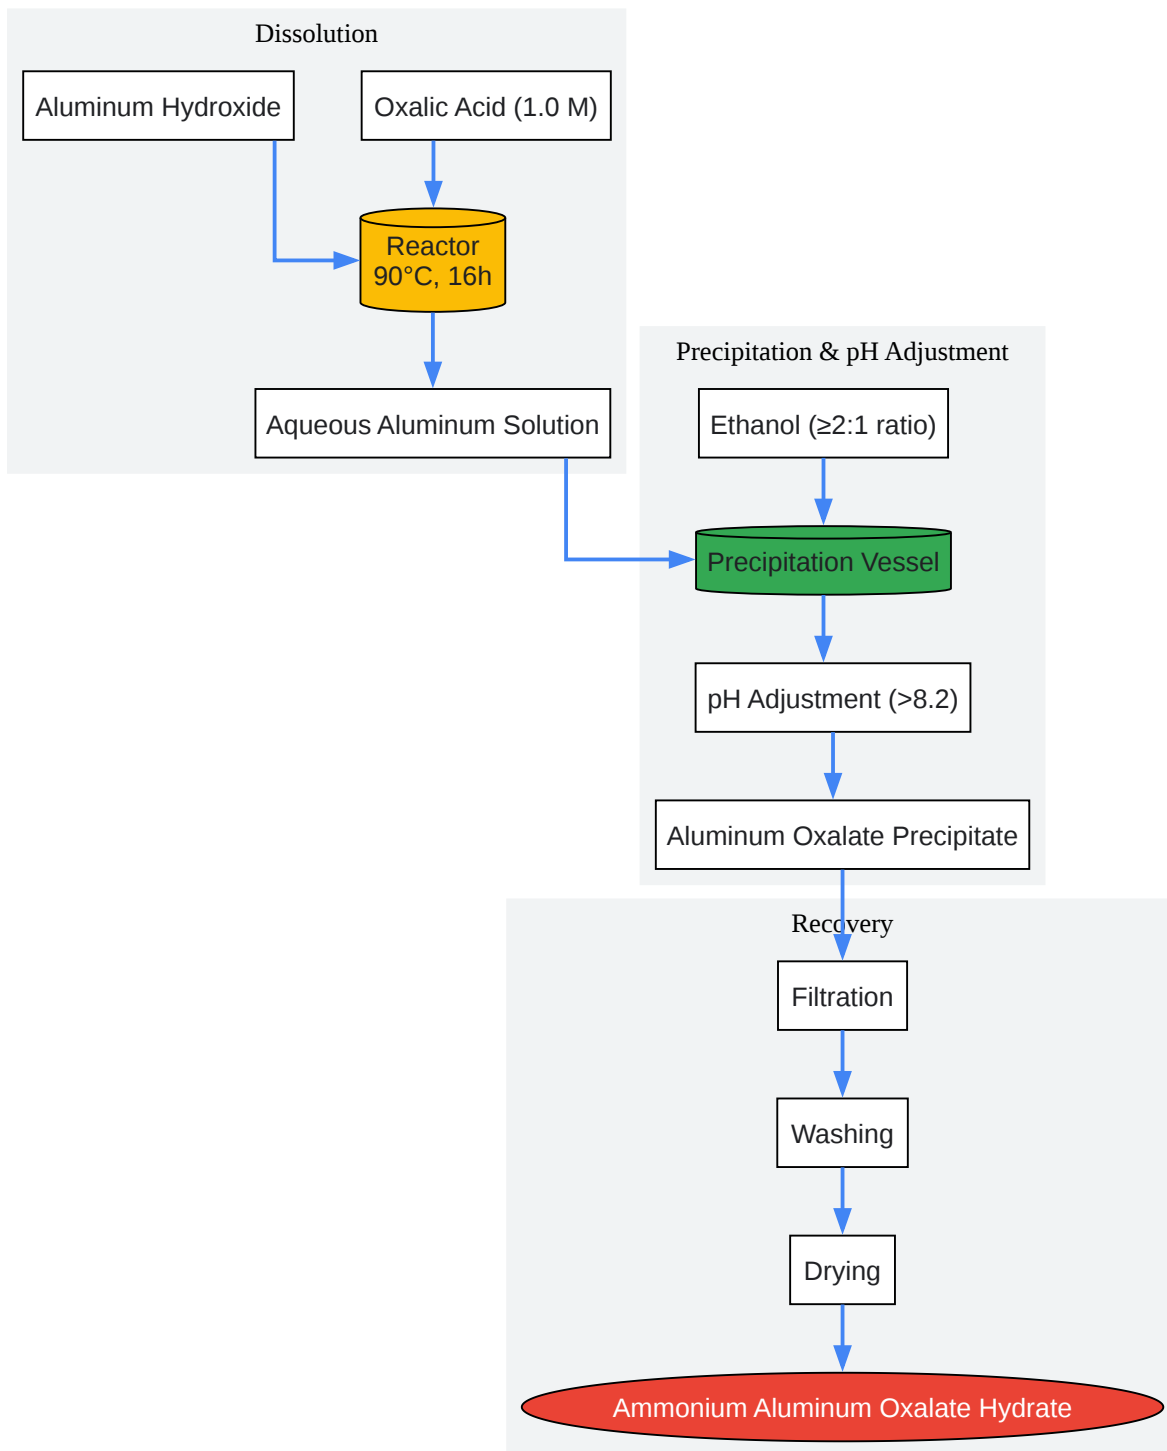 Dissolution
Aluminum Hydroxide
Oxalic Acid (1.0 M)
Reactor
90°C, 16h
Aqueous Aluminum Solution
Precipitation & pH Adjustment
Ethanol (≥2:1 ratio)
Precipitation Vessel
pH Adjustment (>8.2)
Aluminum Oxalate Precipitate
Recovery
Filtration
Washing
Drying
Ammonium Aluminum Oxalate Hydrate